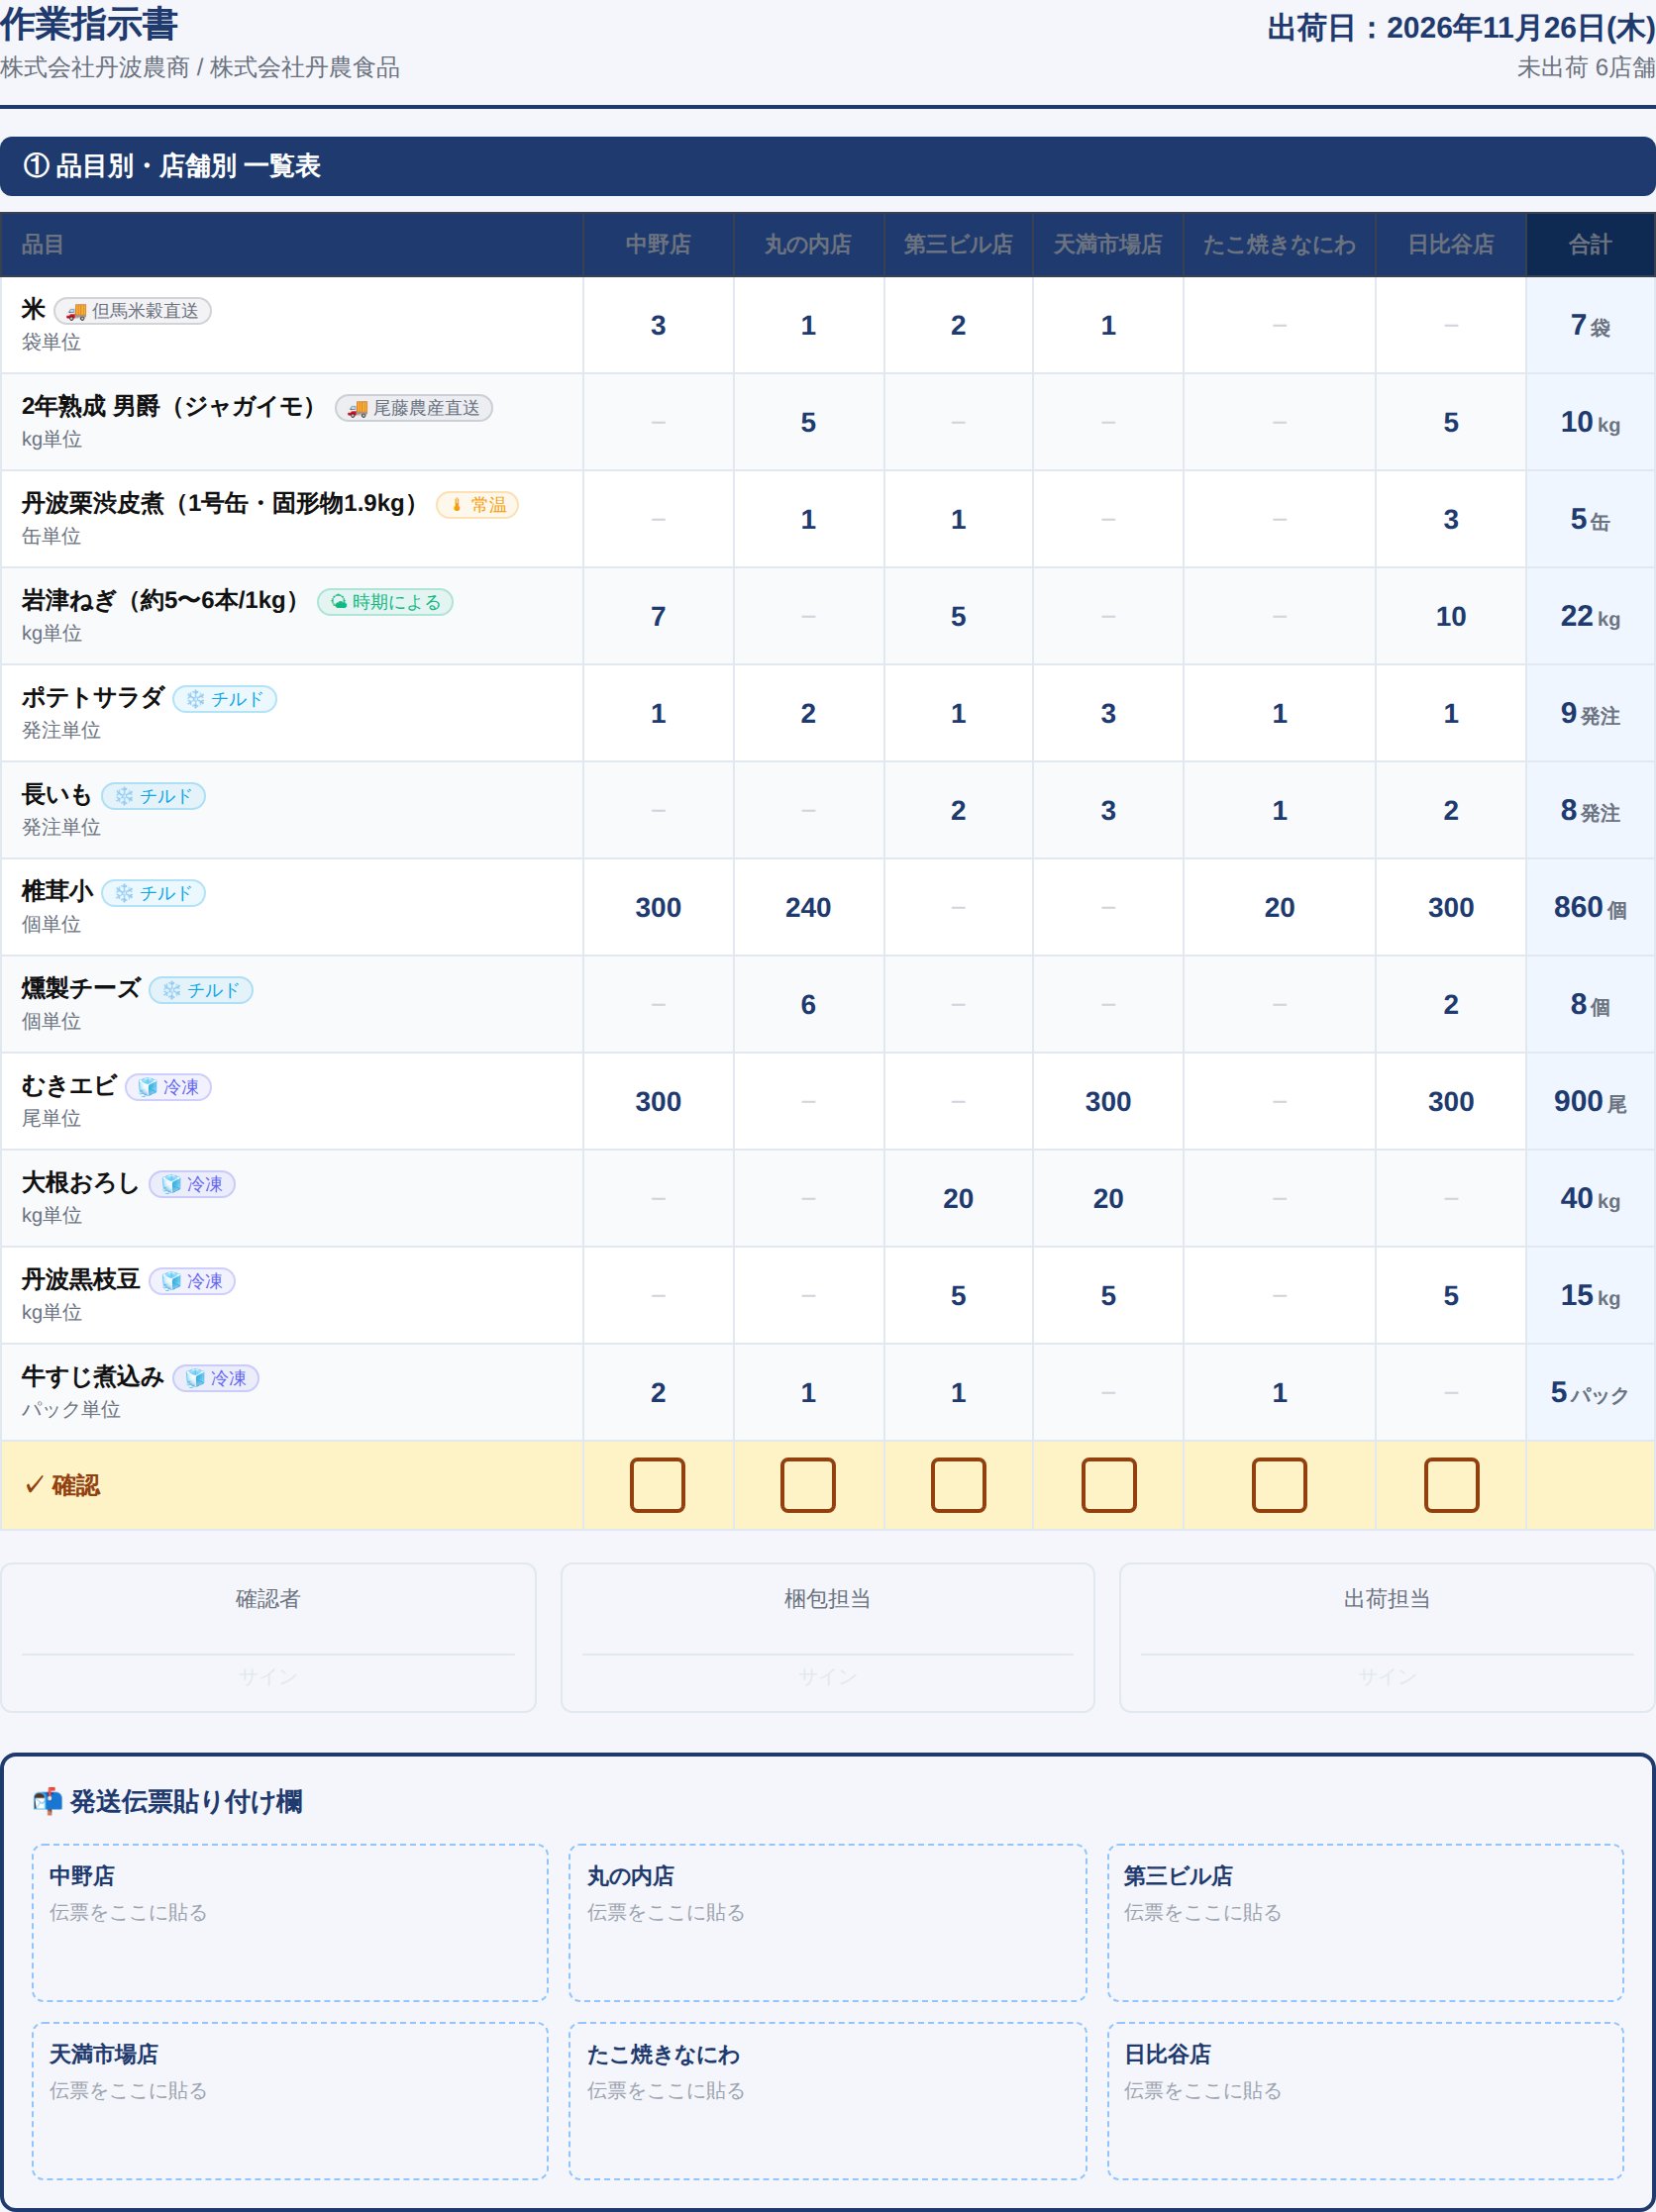 作業指示書
出荷日：2026年11月26日(木)
株式会社丹波農商 / 株式会社丹農食品
未出荷 6店舗
① 品目別・店舗別 一覧表
品目 中野店 丸の内店 第三ビル店 天満市場店 たこ焼きなにわ 日比谷店 合計
米 🚚 但馬米穀直送
袋単位
3 1 2 1 – – 7 袋
2年熟成 男爵（ジャガイモ） 🚚 尾藤農産直送
kg単位
– 5 – – – 5 10 kg
丹波栗渋皮煮（1号缶・固形物1.9kg） 🌡 常温
缶単位
– 1 1 – – 3 5 缶
岩津ねぎ（約5〜6本/1kg） 🌤 時期による
kg単位
7 – 5 – – 10 22 kg
ポテトサラダ ❄️ チルド
発注単位
1 2 1 3 1 1 9 発注
長いも ❄️ チルド
発注単位
– – 2 3 1 2 8 発注
椎茸小 ❄️ チルド
個単位
300 240 – – 20 300 860 個
燻製チーズ ❄️ チルド
個単位
– 6 – – – 2 8 個
むきエビ 🧊 冷凍
尾単位
300 – – 300 – 300 900 尾
大根おろし 🧊 冷凍
kg単位
– – 20 20 – – 40 kg
丹波黒枝豆 🧊 冷凍
kg単位
– – 5 5 – 5 15 kg
牛すじ煮込み 🧊 冷凍
パック単位
2 1 1 – 1 – 5 パック
✓ 確認
確認者 梱包担当 出荷担当
サイン サイン サイン
📬 発送伝票貼り付け欄
中野店 丸の内店 第三ビル店
伝票をここに貼る 伝票をここに貼る 伝票をここに貼る
天満市場店 たこ焼きなにわ 日比谷店
伝票をここに貼る 伝票をここに貼る 伝票をここに貼る